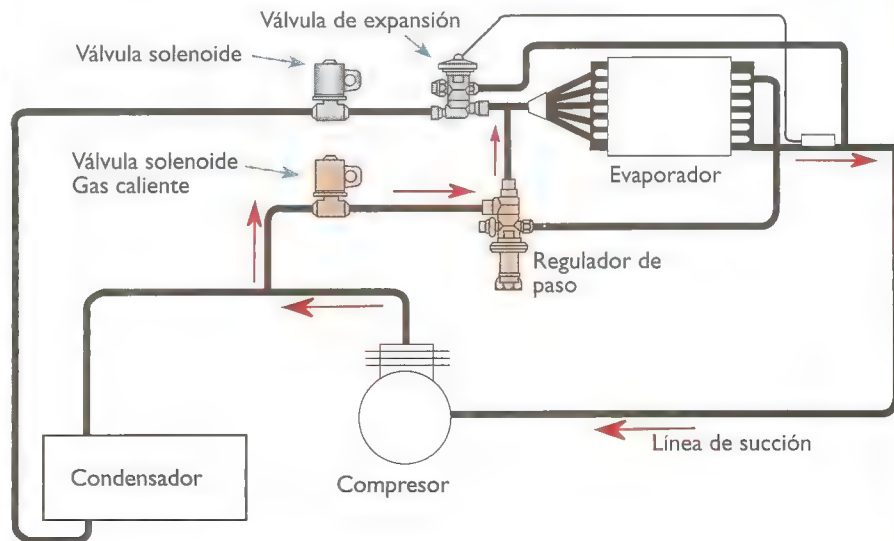 Válvula de expansión
Válvula solenoide
Válvula solenoide
Gas caliente
Evaporador
Regulador de
paso
Línea de succión
Condensador
Compresor